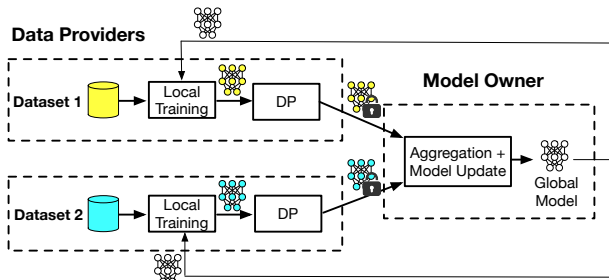 Data Providers
Dataset 1
Local
Training
DP
Model Owner
Aggregation +
Model Update
Global
Model
Dataset 2
Local
Training
DP